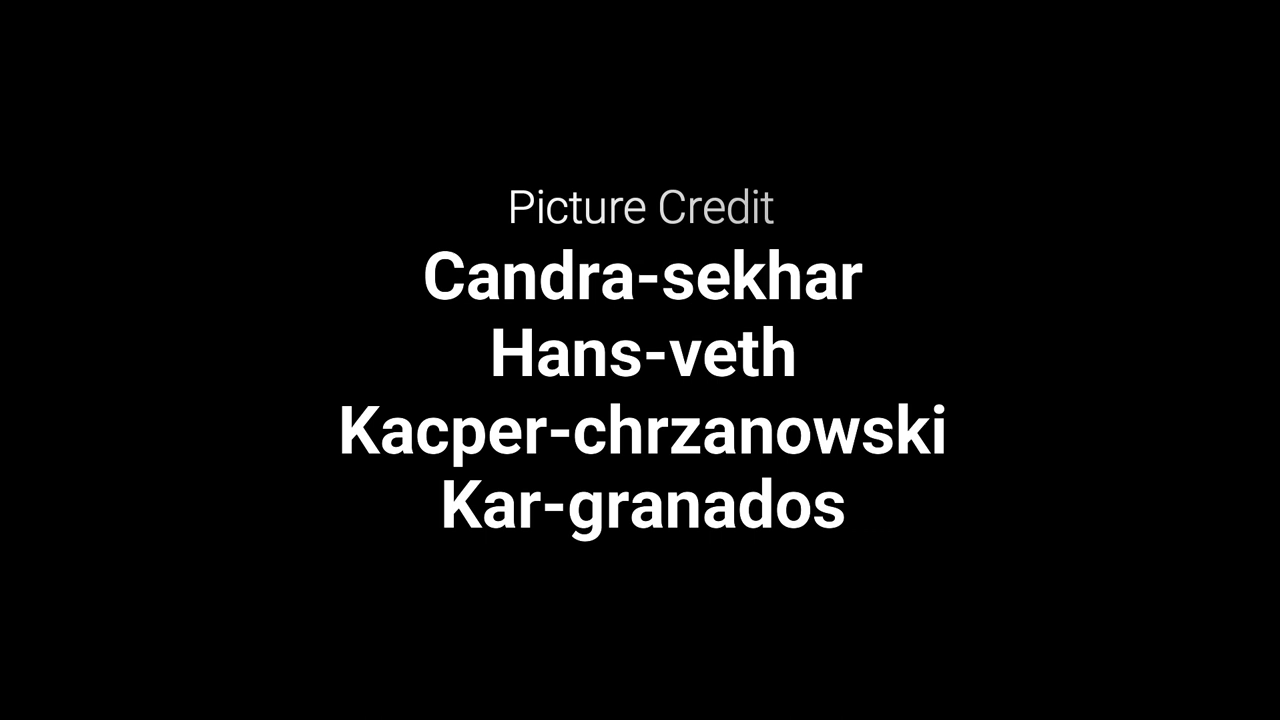 Picture Credit
Candra-sekhar
Hans-veth
Kacper-chrzanowski
Kar-granados